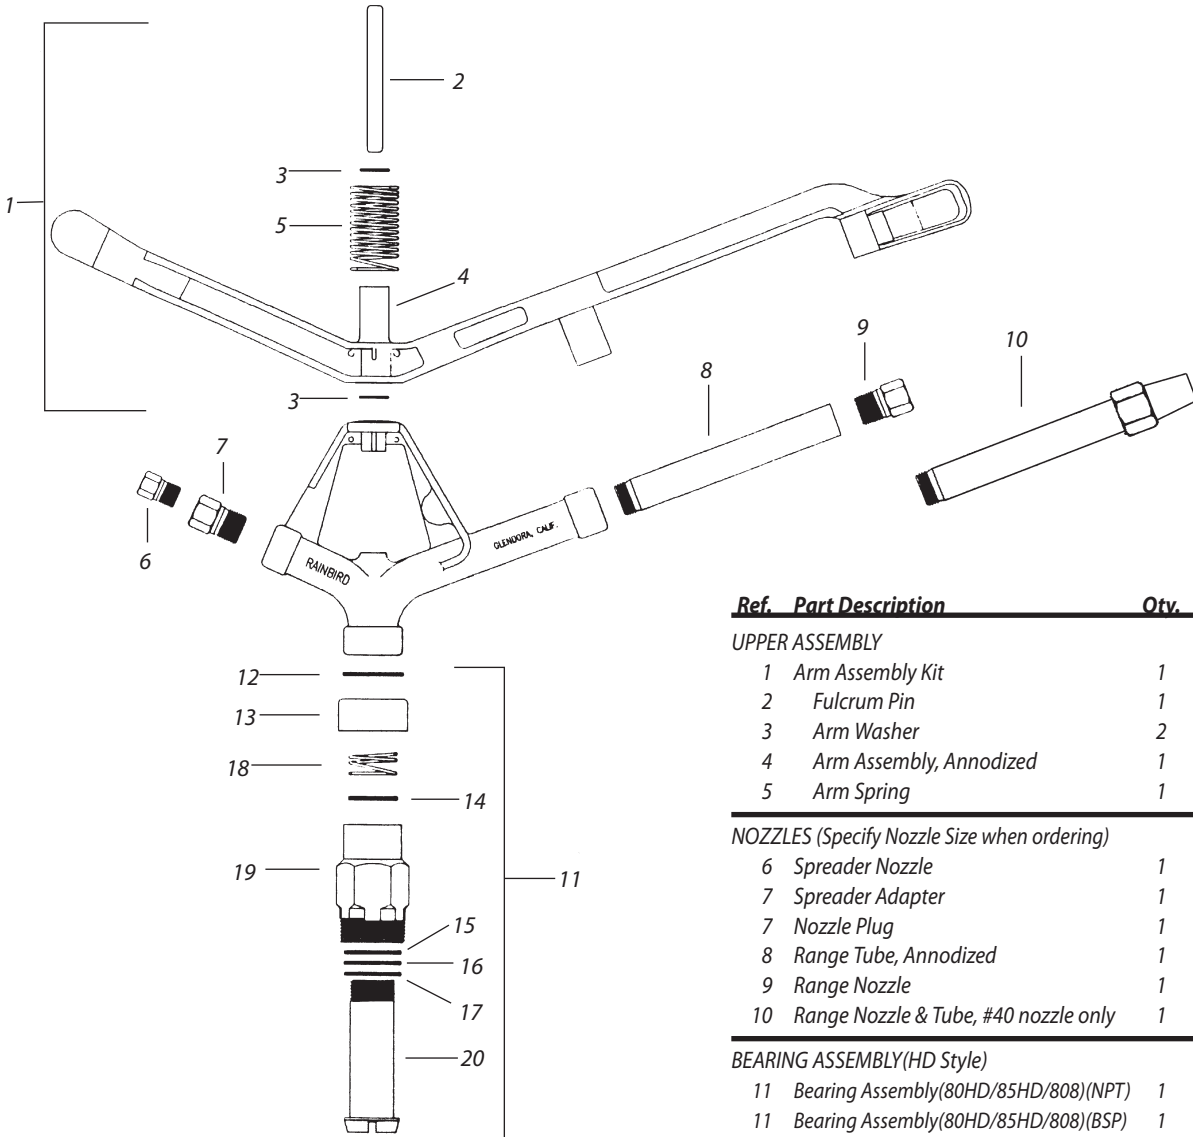 2
3
1
5
4
9
10
8
3
7
6
RAINBIRD
GLENDORA, CALIF.
12
13
18
14
19
11
15
16
17
20
Ref. Part Description Qty.
UPPER ASSEMBLY
1 Arm Assembly Kit 1
2 Fulcrum Pin 1
3 Arm Washer 2
4 Arm Assembly, Annodized 1
5 Arm Spring 1
NOZZLES (Specify Nozzle Size when ordering)
6 Spreader Nozzle 1
7 Spreader Adapter 1
7 Nozzle Plug 1
8 Range Tube, Annodized 1
9 Range Nozzle 1
10 Range Nozzle & Tube, #40 nozzle only 1
BEARING ASSEMBLY(HD Style)
11 Bearing Assembly(80HD/85HD/808)(NPT) 1
11 Bearing Assembly(80HD/85HD/808)(BSP) 1